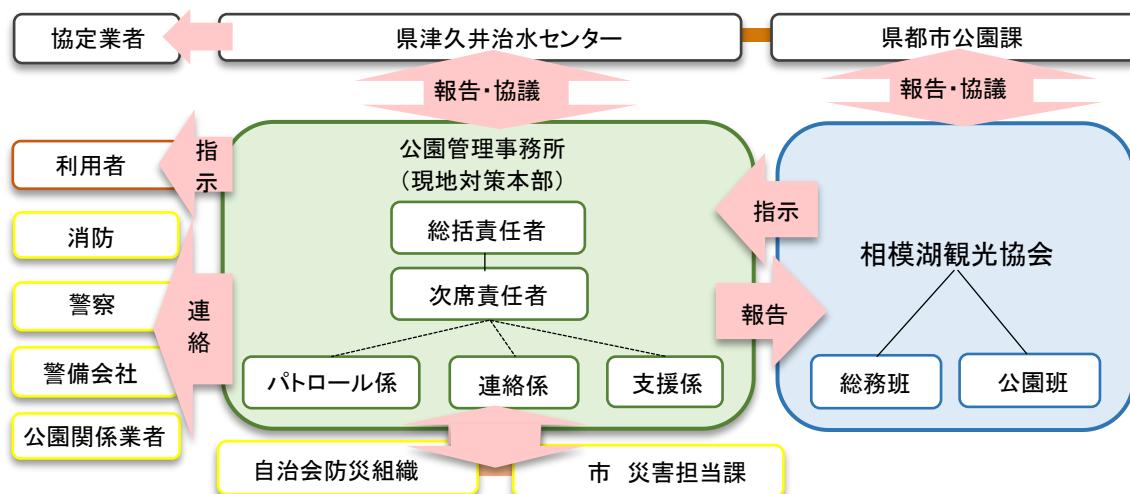 協定業者
県津久井治水センター
県都市公園課
報告・協議
報告・協議
利用者
指示
消防
警察
警備会社
公園関係業者
連絡
公園管理事務所
（現地対策本部）
総括責任者
次席責任者
パトロール係
連絡係
支援係
指示
報告
相模湖観光協会
総務班
公園班
自治会防災組織
市　災害担当課